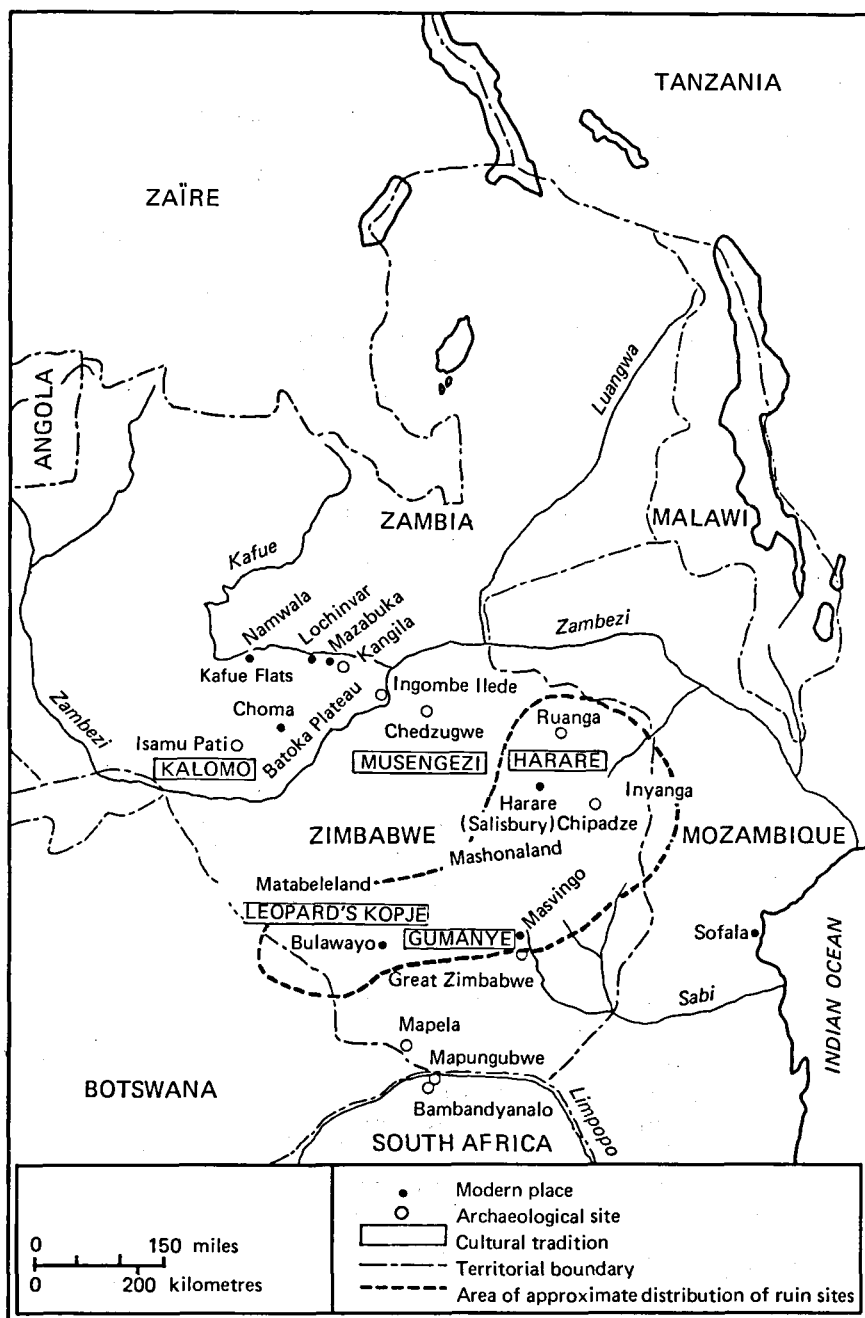 TANZANIA
ZAÏRE
ANGOLA
Luangwa
ZAMBIA
MALAWI
Kafue
Namwala
Lochinvar
Mazabuka
Kangila
Zambezi
Kafue Flats
Ingombe Ilede
Zambezi
Choma
Batoka Plateau
Chedzugwe
Ruanga
Isamu Pati
KALOMO
MUSENGEZI
HARARE
Inyanga
Harare
(Salisbury)
Chipadze
ZIMBABWE
MOZAMBIQUE
Mashonaland
Matabeleland
Masvingo
LEOPARD'S KOPJE
GUMANYE
Bulawayo
Sofala
Great Zimbabwe
Sabi
INDIAN OCEAN
Mapela
Mapungubwe
BOTSWANA
Bambandyanalo
Limpopo
SOUTH AFRICA
0 150 miles
0 200 kilometres
Modern place
Archaeological site
Cultural tradition
Territorial boundary
Area of approximate distribution of ruin sites